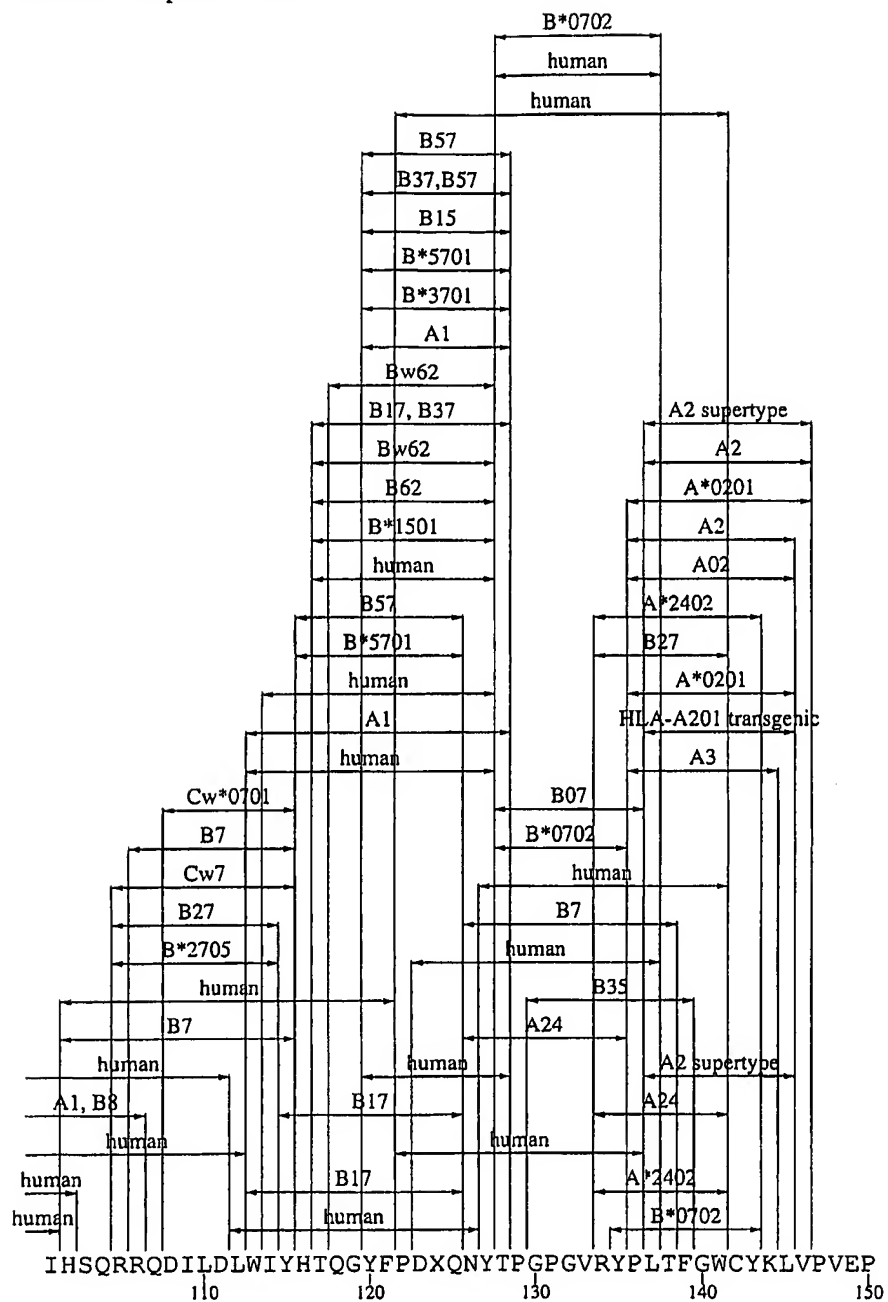 B*0702
human
human
B57
B37,B57
B15
B*5701
B*3701
A1
Bw62
B17, B37 A2 supertype
Bw62 A2
B62 A*0201
B*1501 A2
human A02
B57 A*2402
B*5701 B27
human A*0201
A1 HLA-A201 transgenic
human A3
Cw*0701 B07
B7 B*0702
Cw7 human
B27 B7
B*2705 human
human B35
B7 A24
human human A2 supertype
A1, B8 B17 A24
human human
human B17 A*2402
human human B*0702
IHSQRRQDILDLWIYHTQGYFPDXQNYTPGPGVRYPLTFGWCYKLVPVEP
110 120 130 140 150